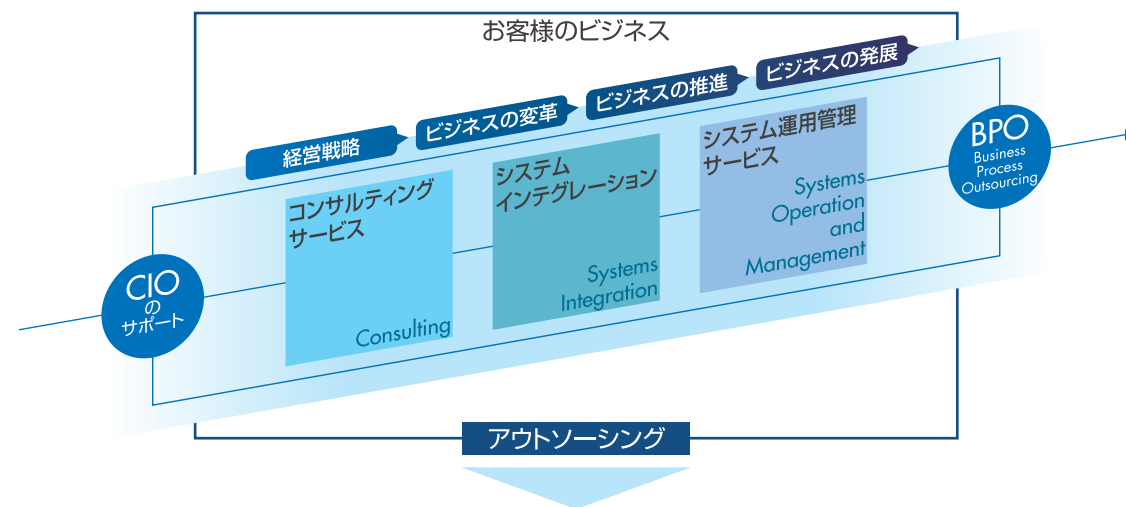 お客様のビジネス
経営戦略
ビジネスの変革
ビジネスの推進
ビジネスの発展
CIO
の
サポート
コンサルティング
サービス
Consulting
システム
インテグレーション
Systems
Integration
システム運用管理
サービス
Systems
Operation
and
Management
BPO
Business
Process
Outsourcing
アウトソーシング